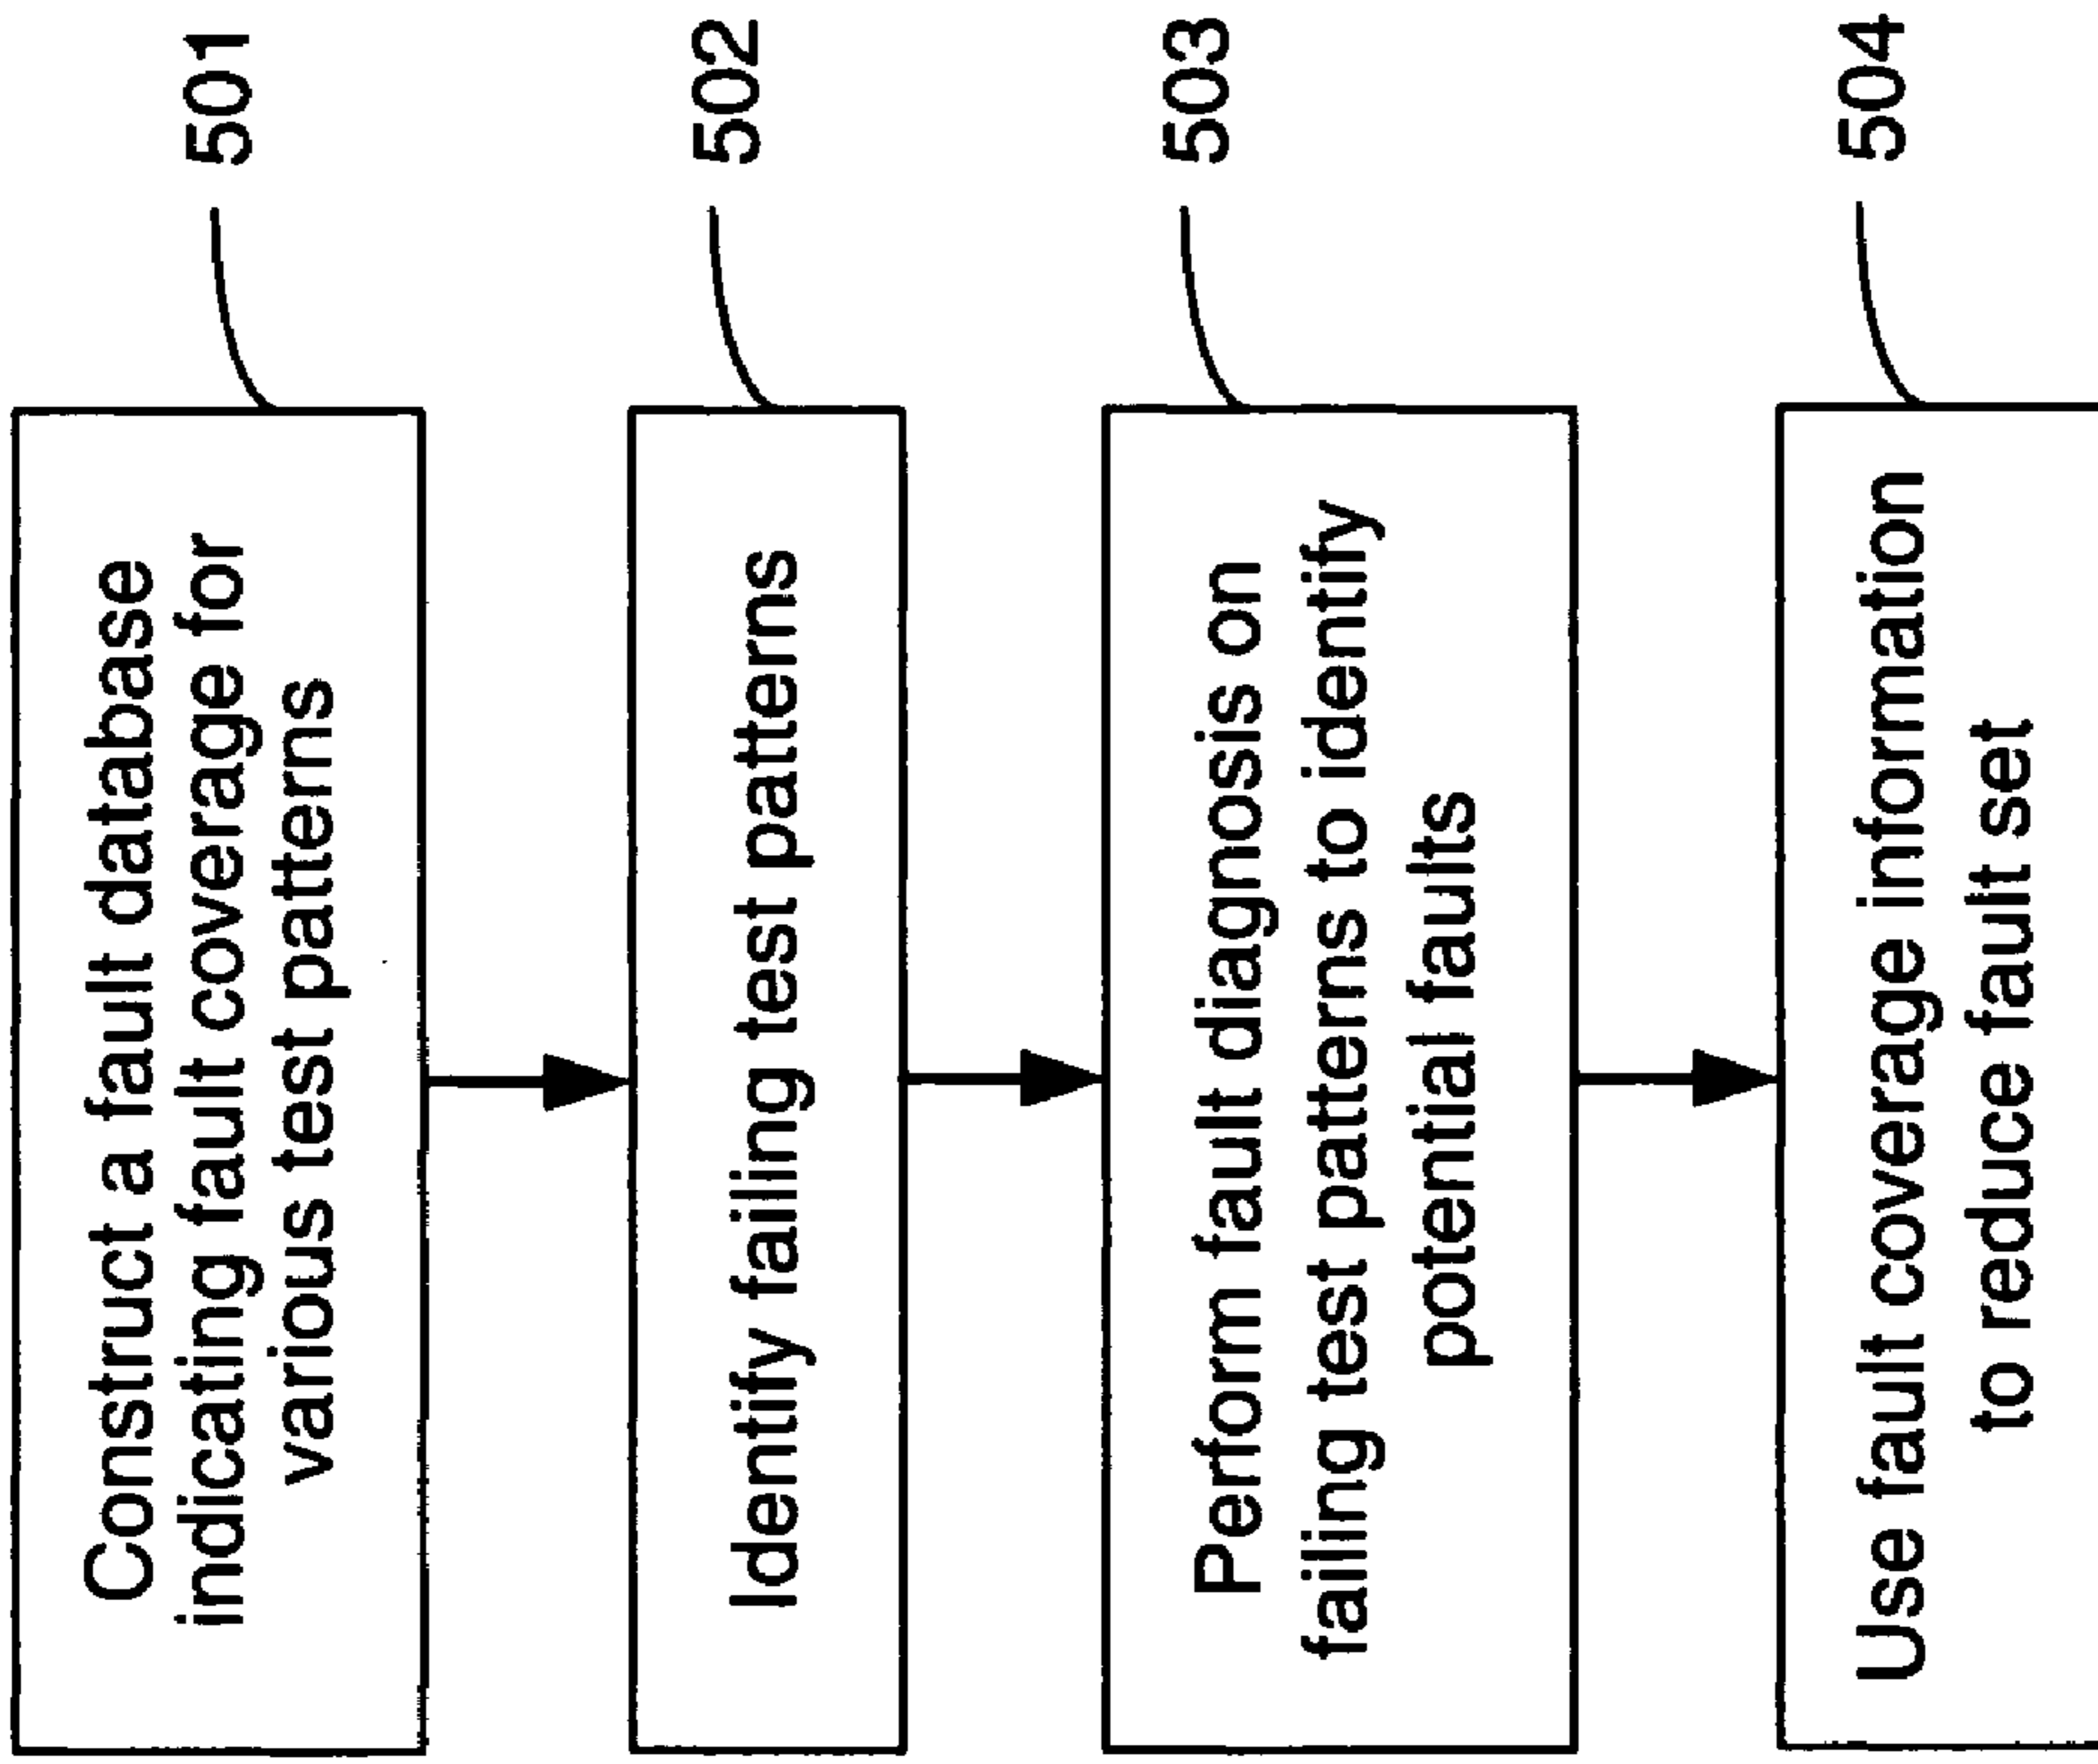 Construct a fault database
indicating fault coverage for
various test patterns
501
Identify failing test patterns
502
Perform fault diagnosis on
failing test patterns to identify
potential faults
503
Use fault coverage information
to reduce fault set
504